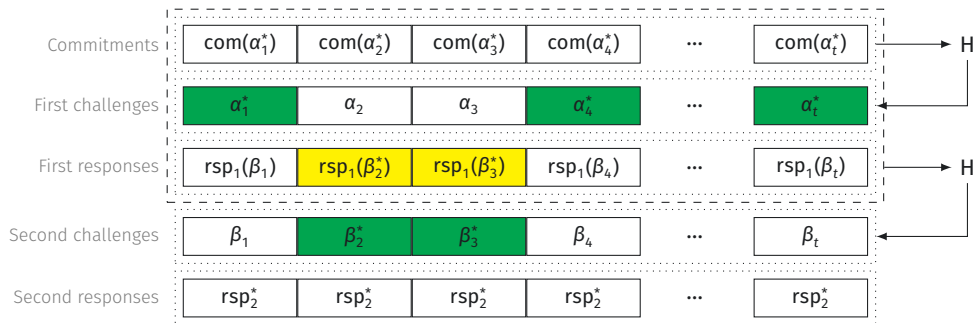 Commitments com(α₁*) com(α₂*) com(α₃*) com(α₄*) ... com(αₜ*) H
First challenges α₁* α₂ α₃ α₄* ... αₜ*
First responses rsp₁(β₁) rsp₁(β₂*) rsp₁(β₃*) rsp₁(β₄) ... rsp₁(βₜ) H
Second challenges β₁ β₂* β₃* β₄ ... βₜ
Second responses rsp₂* rsp₂* rsp₂* rsp₂* ... rsp₂*